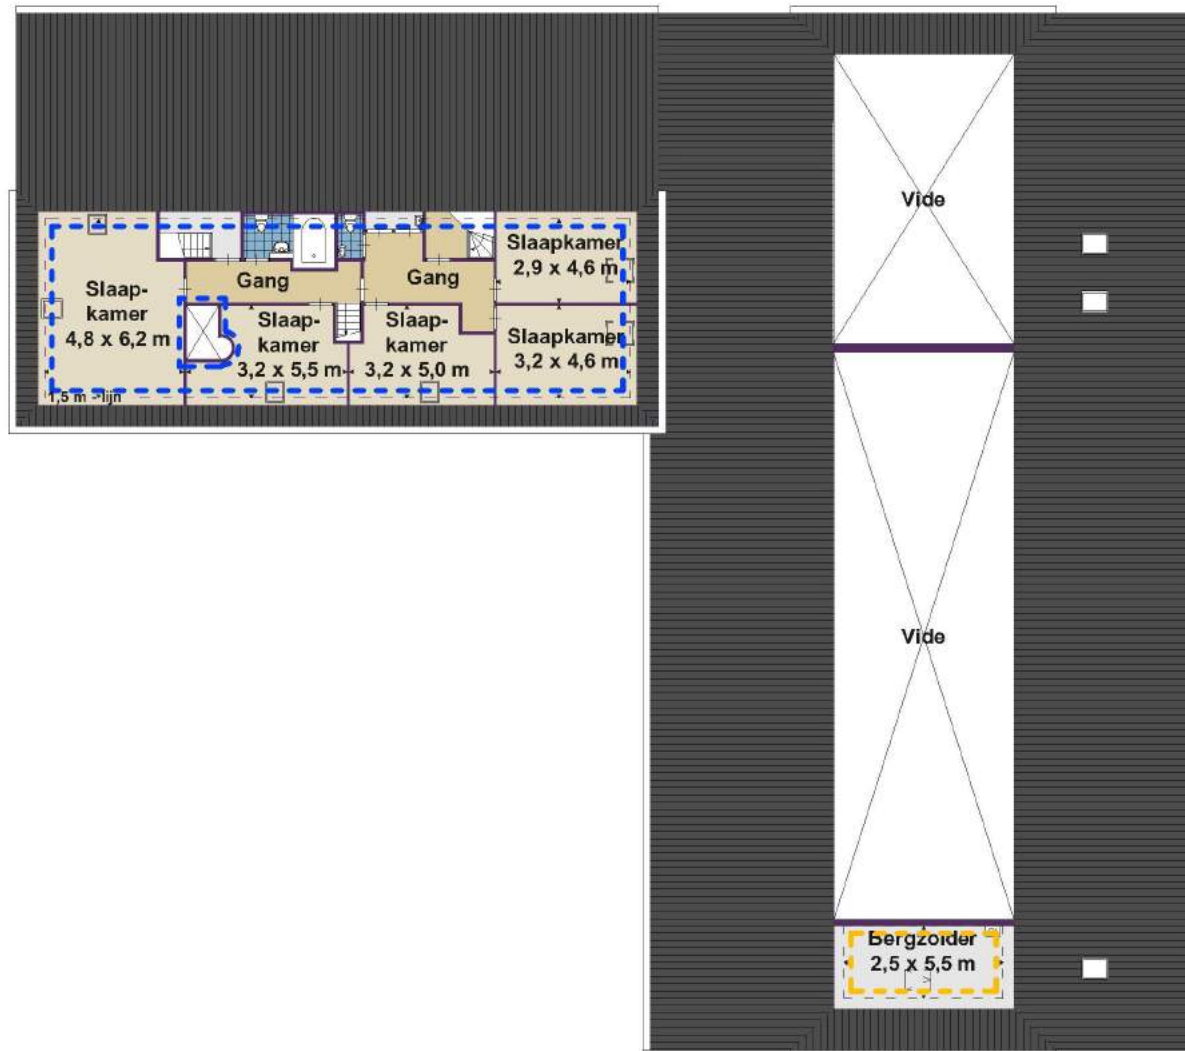 Vide
Slaapkamer
2,9 x 4,6 m
Gang
Gang
Slaap-
kamer
4,8 x 6,2 m
Slaap-
kamer
3,2 x 5,5 m
Slaap-
kamer
3,2 x 5,0 m
Slaapkamer
3,2 x 4,6 m
1,5 m - lijn
Vide
Bergzolder
2,5 x 5,5 m